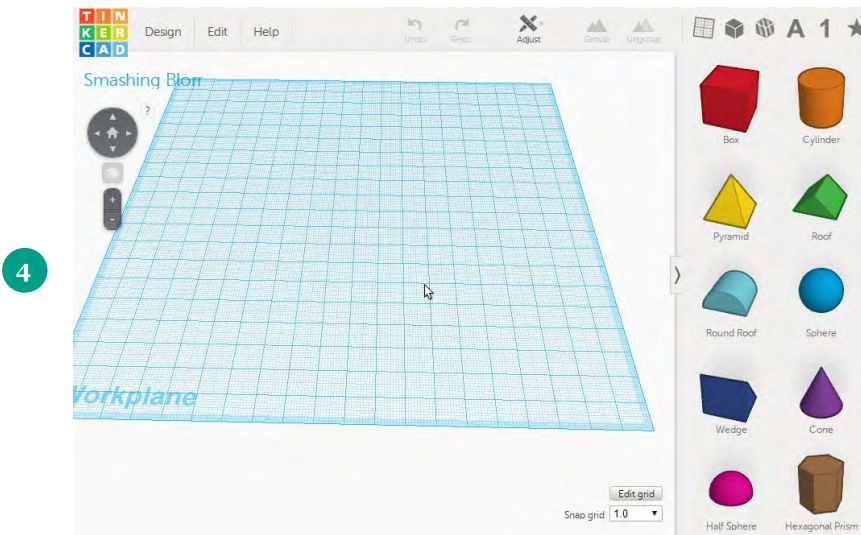 TIN
KER
CAD
Design Edit Help Undo Redo Adjust Group Ungroup A 1
Smashing Blorr
?
+
-
4
Workplane
Box Cylinder
Pyramid Roof
Round Roof Sphere
Wedge Cone
Half Sphere Hexagonal Prism
Edit grid
Snap grid 1.0